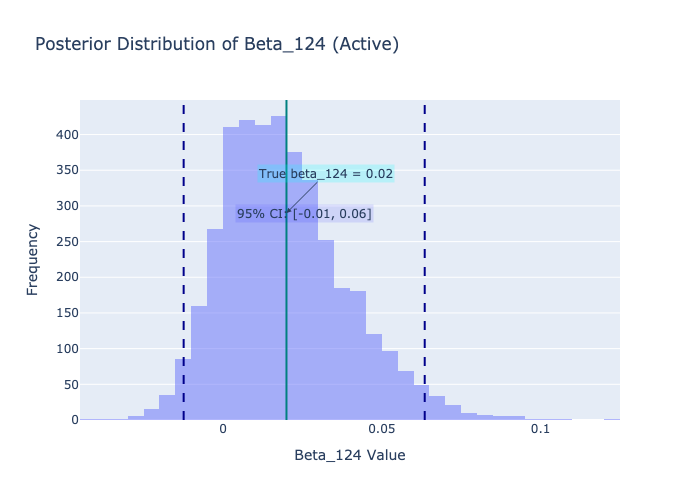 Posterior Distribution of Beta_124 (Active)
400
350
300
250
200
150
100
50
0
True beta_124 = 0.02
95% CI: [-0.01, 0.06]
Frequency
0
0.05
0.1
Beta_124 Value